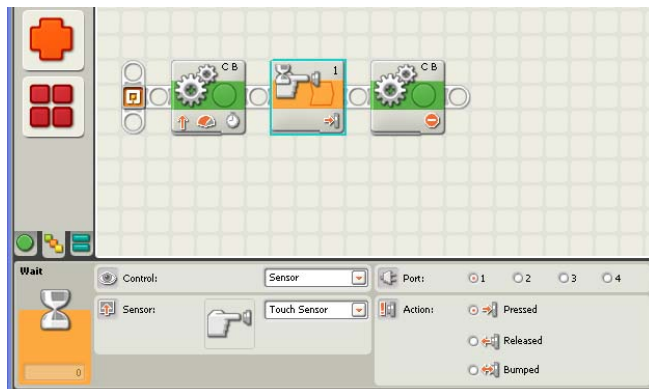 C B
1
C B
Wait
0
Control:
Sensor
Port:
1
2
3
4
Sensor:
Touch Sensor
Action:
Pressed
Released
Bumped